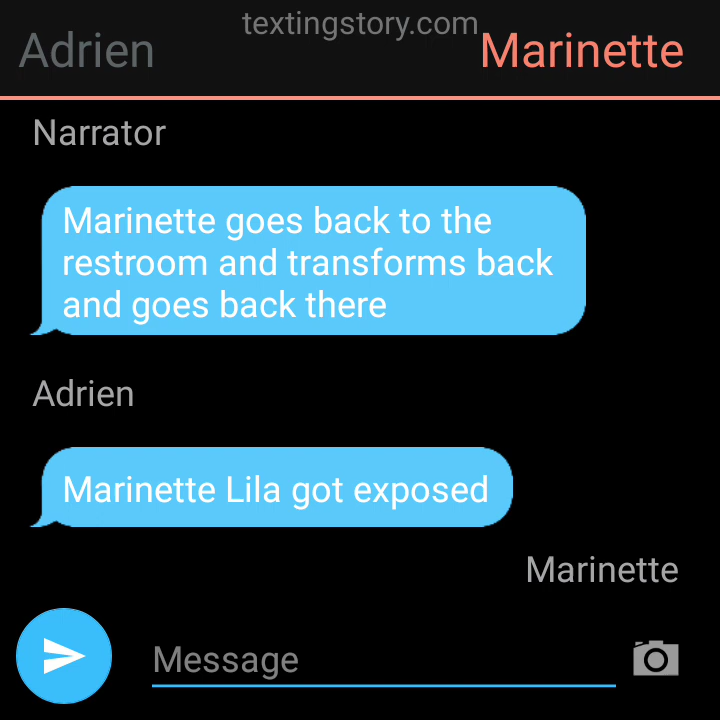 textingstory.com
Adrien
Marinette
Narrator
Marinette goes back to the
restroom and transforms back
and goes back there
Adrien
Marinette Lila got exposed
Marinette
Message